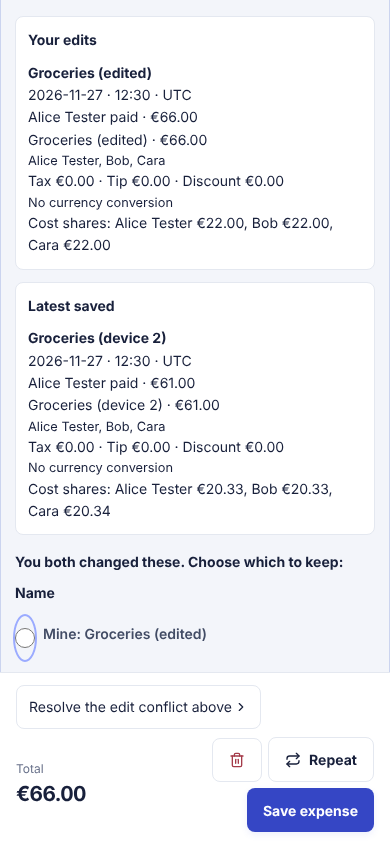 Your edits
Groceries (edited)
2026-11-27 · 12:30 · UTC
Alice Tester paid · €66.00
Groceries (edited) · €66.00
Alice Tester, Bob, Cara
Tax €0.00 · Tip €0.00 · Discount €0.00
No currency conversion
Cost shares: Alice Tester €22.00, Bob €22.00,
Cara €22.00
Latest saved
Groceries (device 2)
2026-11-27 · 12:30 · UTC
Alice Tester paid · €61.00
Groceries (device 2) · €61.00
Alice Tester, Bob, Cara
Tax €0.00 · Tip €0.00 · Discount €0.00
No currency conversion
Cost shares: Alice Tester €20.33, Bob €20.33,
Cara €20.34
You both changed these. Choose which to keep:
Name
Mine: Groceries (edited)
Resolve the edit conflict above
Repeat
Total
€66.00
Save expense